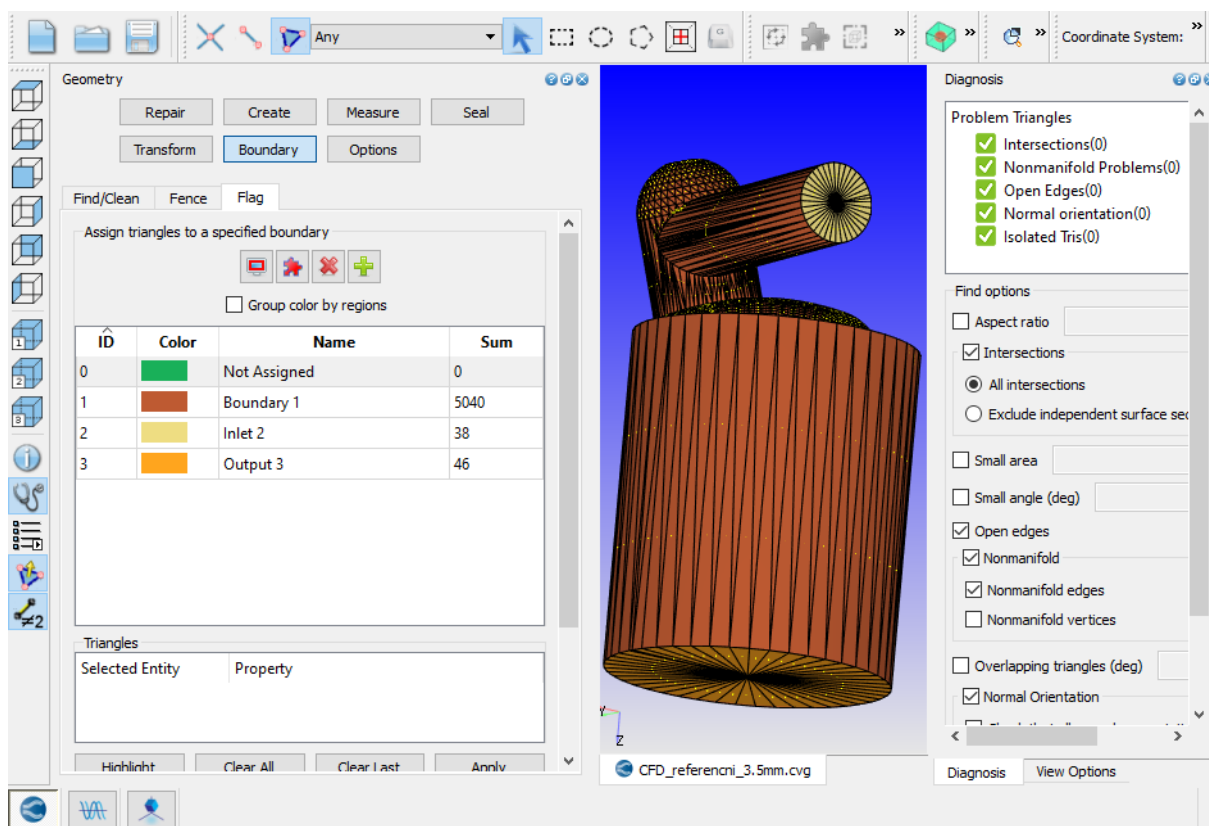 Any
Coordinate System:
Geometry
Repair Create Measure Seal
Transform Boundary Options
Find/Clean Fence Flag
Assign triangles to a specified boundary
Group color by regions
ID Color Name Sum
0 Not Assigned 0
1 Boundary 1 5040
2 Inlet 2 38
3 Output 3 46
Triangles
Selected Entity Property
Highlight Clear All Clear Last Apply
1
2
3
≠2
Y
Z
CFD_referencni_3.5mm.cvg
Diagnosis
Problem Triangles
Intersections(0)
Nonmanifold Problems(0)
Open Edges(0)
Normal orientation(0)
Isolated Tris(0)
Find options
Aspect ratio
Intersections
All intersections
Exclude independent surface sec
Small area
Small angle (deg)
Open edges
Nonmanifold
Nonmanifold edges
Nonmanifold vertices
Overlapping triangles (deg)
Normal Orientation
Diagnosis View Options